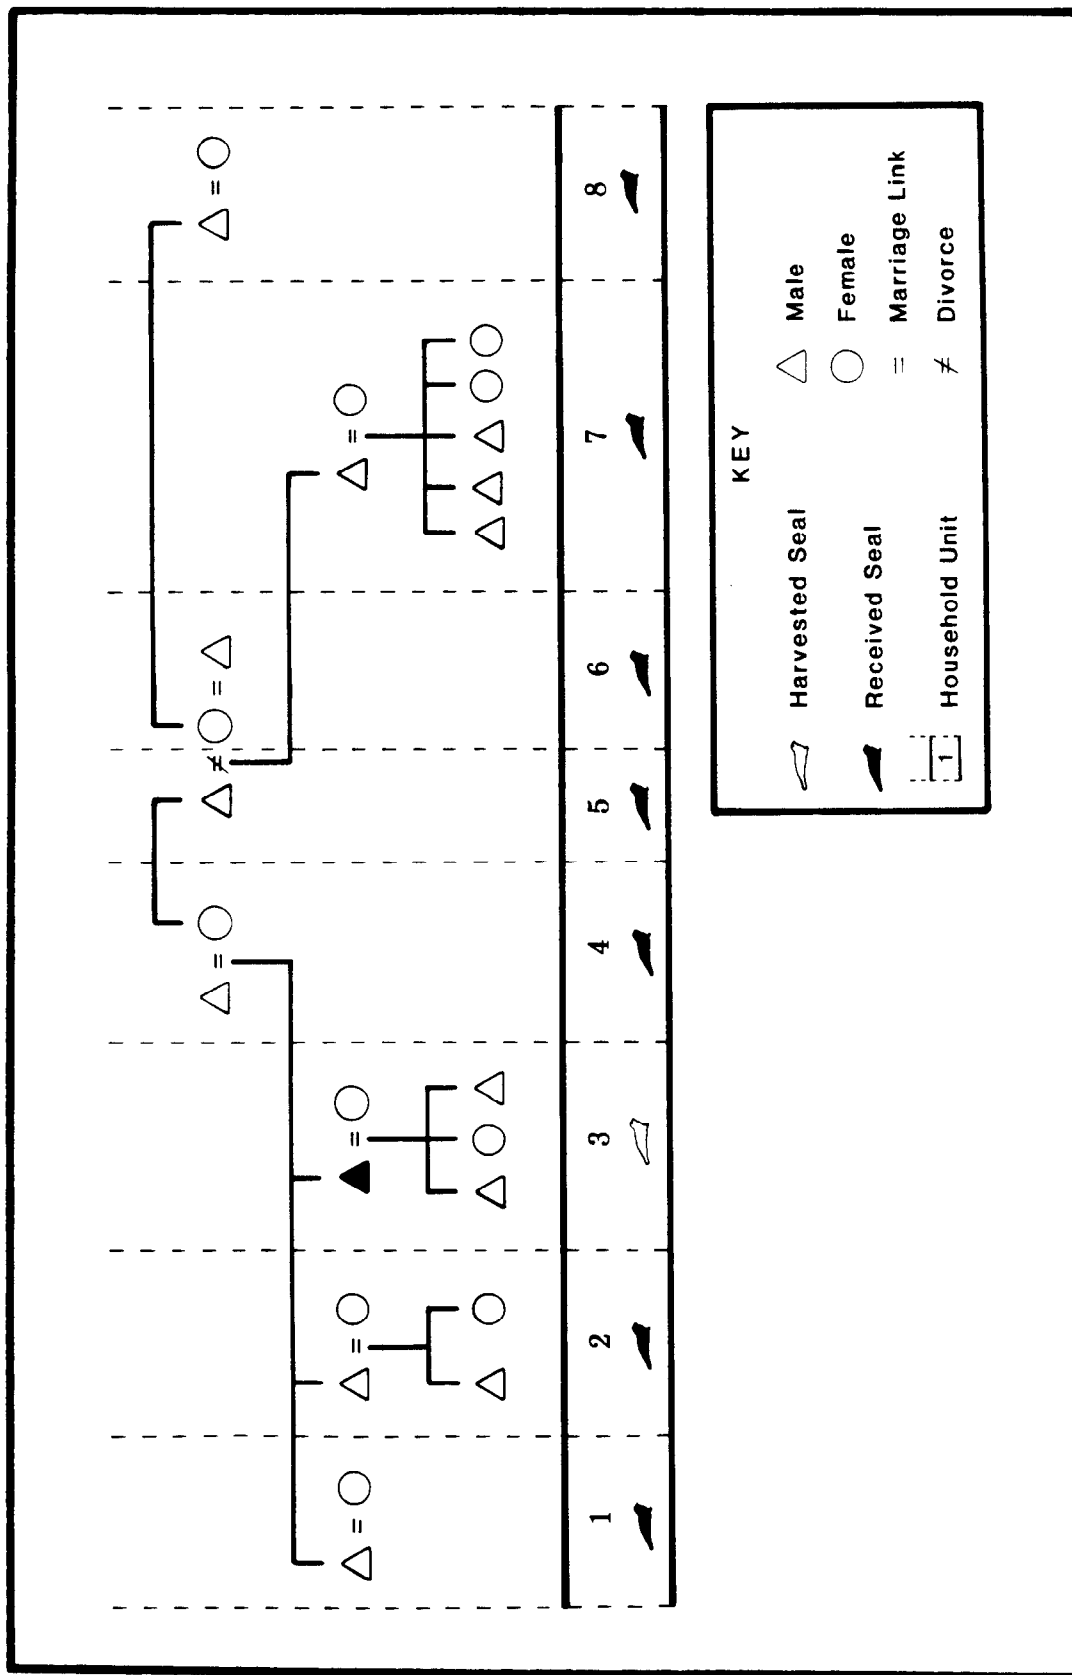 1 2 3 4 5 6 7 8
KEY
Harvested Seal
Received Seal
1 Household Unit
Male
Female
= Marriage Link
≠ Divorce